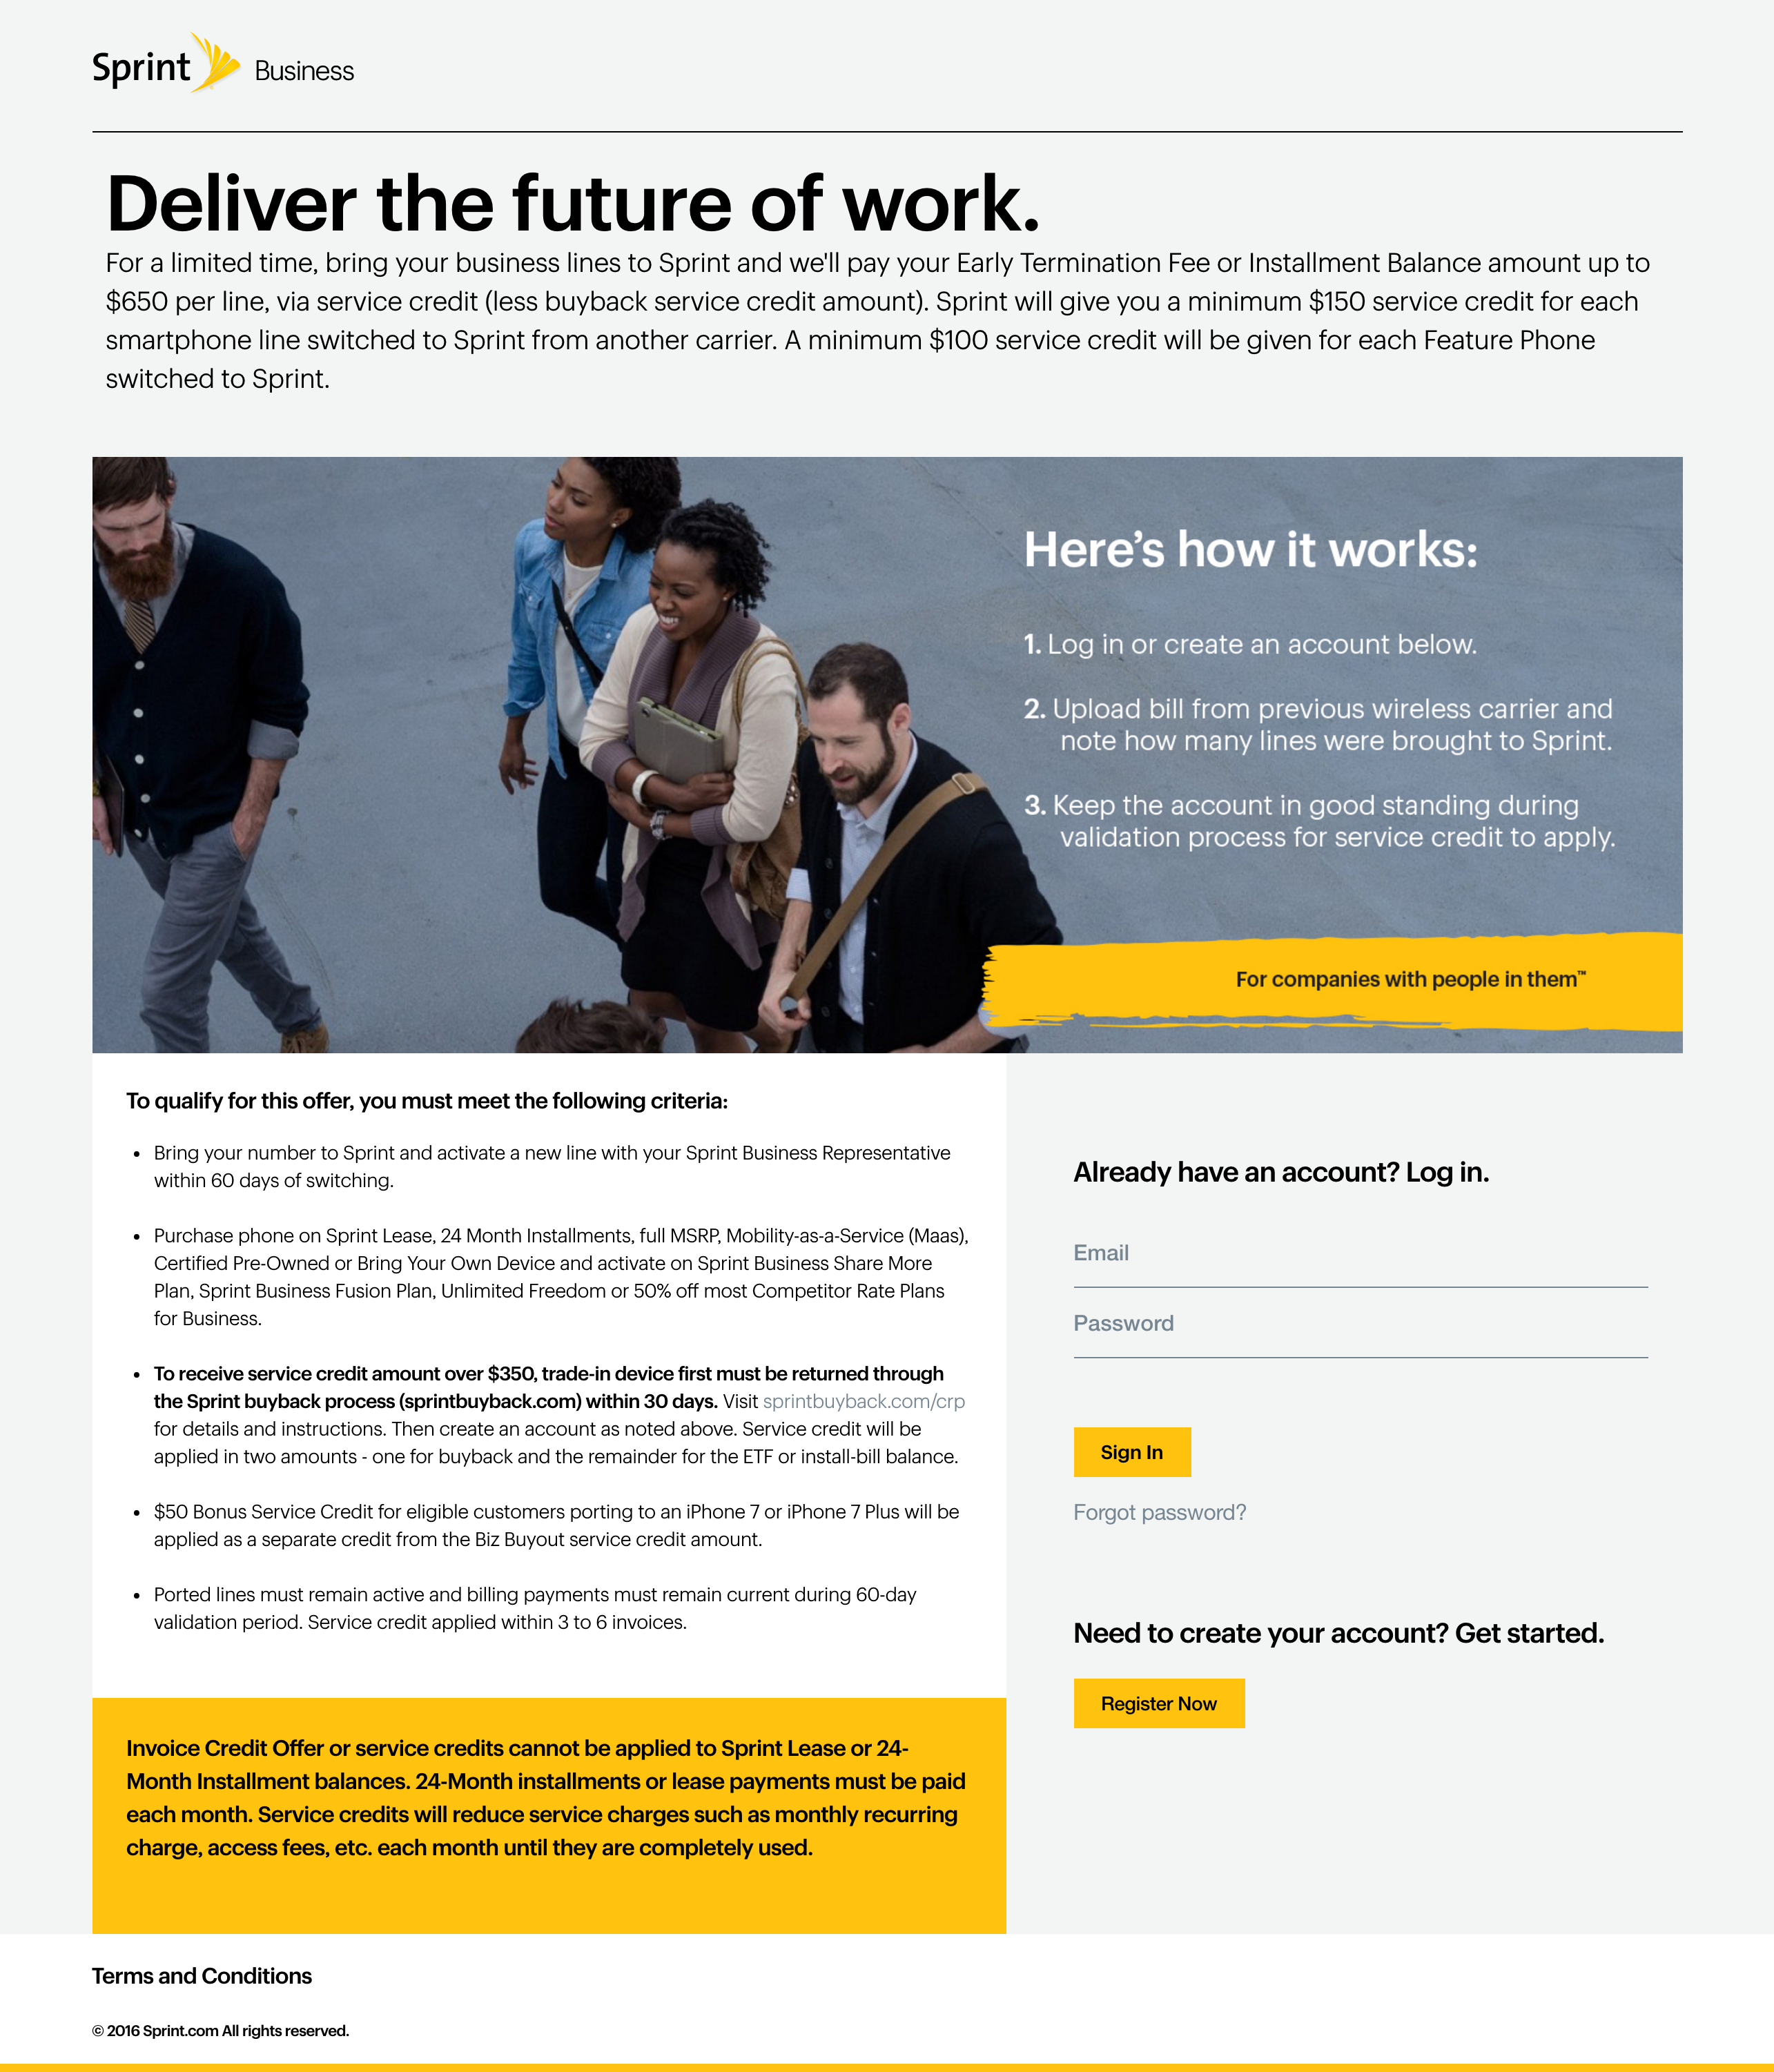 Sprint Business
Deliver the future of work.
For a limited time, bring your business lines to Sprint and we'll pay your Early Termination Fee or Installment Balance amount up to
$650 per line, via service credit (less buyback service credit amount). Sprint will give you a minimum $150 service credit for each
smartphone line switched to Sprint from another carrier. A minimum $100 service credit will be given for each Feature Phone
switched to Sprint.
Here’s how it works:
1. Log in or create an account below.
2. Upload bill from previous wireless carrier and
note how many lines were brought to Sprint.
3. Keep the account in good standing during
validation process for service credit to apply.
For companies with people in them™
To qualify for this offer, you must meet the following criteria:
• Bring your number to Sprint and activate a new line with your Sprint Business Representative
within 60 days of switching.
• Purchase phone on Sprint Lease, 24 Month Installments, full MSRP, Mobility-as-a-Service (Maas),
Certified Pre-Owned or Bring Your Own Device and activate on Sprint Business Share More
Plan, Sprint Business Fusion Plan, Unlimited Freedom or 50% off most Competitor Rate Plans
for Business.
• To receive service credit amount over $350, trade-in device first must be returned through
the Sprint buyback process (sprintbuyback.com) within 30 days. Visit sprintbuyback.com/crp
for details and instructions. Then create an account as noted above. Service credit will be
applied in two amounts - one for buyback and the remainder for the ETF or install-bill balance.
• $50 Bonus Service Credit for eligible customers porting to an iPhone 7 or iPhone 7 Plus will be
applied as a separate credit from the Biz Buyout service credit amount.
• Ported lines must remain active and billing payments must remain current during 60-day
validation period. Service credit applied within 3 to 6 invoices.
Invoice Credit Offer or service credits cannot be applied to Sprint Lease or 24-
Month Installment balances. 24-Month installments or lease payments must be paid
each month. Service credits will reduce service charges such as monthly recurring
charge, access fees, etc. each month until they are completely used.
Already have an account? Log in.
Email
Password
Sign In
Forgot password?
Need to create your account? Get started.
Register Now
Terms and Conditions
© 2016 Sprint.com All rights reserved.